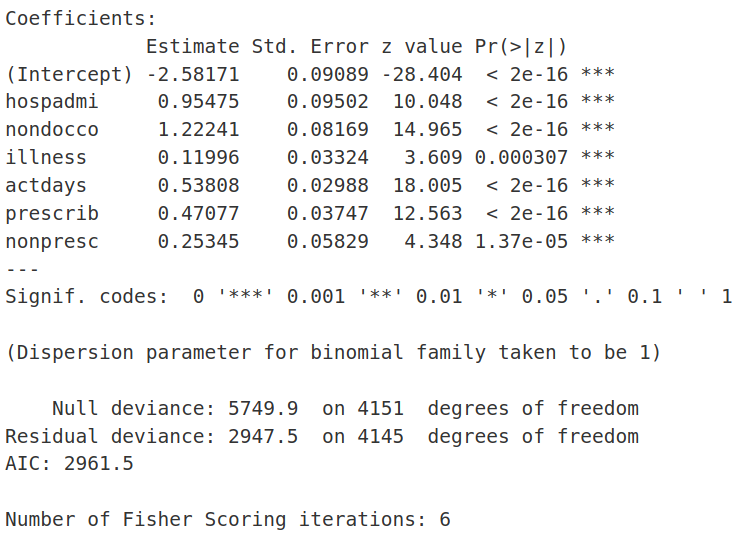 Coefficients:
            Estimate Std. Error z value Pr(>|z|)
(Intercept) -2.58171    0.09089 -28.404  < 2e-16 ***
hospadmi     0.95475    0.09502  10.048  < 2e-16 ***
nondocco     1.22241    0.08169  14.965  < 2e-16 ***
illness      0.11996    0.03324   3.609 0.000307 ***
actdays      0.53808    0.02988  18.005  < 2e-16 ***
prescrib     0.47077    0.03747  12.563  < 2e-16 ***
nonpresc     0.25345    0.05829   4.348 1.37e-05 ***
---
Signif. codes:  0 '***' 0.001 '**' 0.01 '*' 0.05 '.' 0.1 ' ' 1
(Dispersion parameter for binomial family taken to be 1)
    Null deviance: 5749.9  on 4151  degrees of freedom
Residual deviance: 2947.5  on 4145  degrees of freedom
AIC: 2961.5
Number of Fisher Scoring iterations: 6